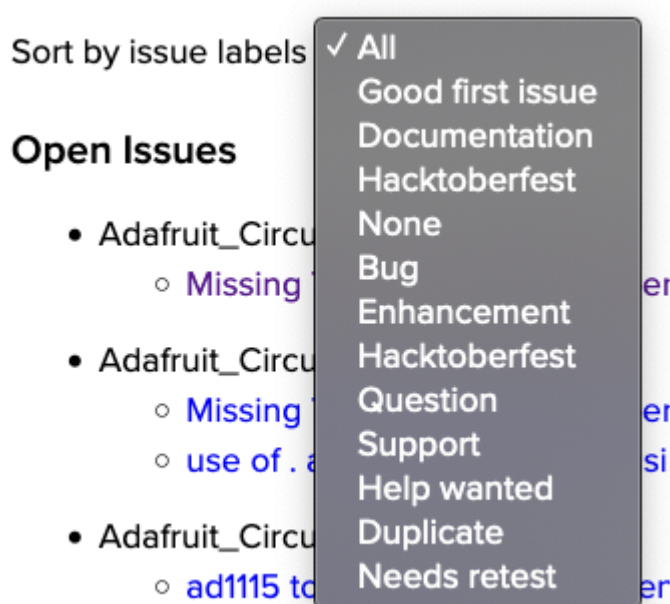 Sort by issue labels ✓ All
Good first issue
Documentation
Open Issues
Hacktoberfest
None
Adafruit_Circu
Bug
Missing
Enhancement
Adafruit_Circu
Hacktoberfest
Missing
Question
use of .
Support
Help wanted
Adafruit_Circu
Duplicate
ad1115 to
Needs retest